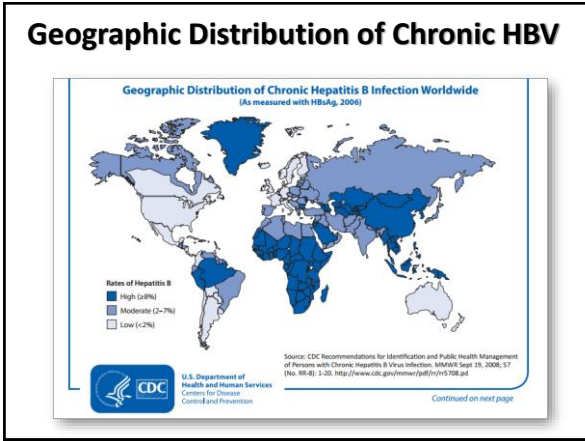 Geographic Distribution of Chronic HBV
Geographic Distribution of Chronic Hepatitis B Infection Worldwide
(As measured with HBsAg, 2006)
Rates of Hepatitis B
High (≥8%)
Moderate (2–7%)
Low (<2%)
Source: CDC Recommendations for Identification and Public Health Management
of Persons with Chronic Hepatitis B Virus Infection. MMWR Sept 19, 2008; 57
(No. RR-8): 1-20. http://www.cdc.gov/mmwr/pdf/rr/rr5708.pd
CDC
U.S. Department of
Health and Human Services
Centers for Disease
Control and Prevention
Continued on next page